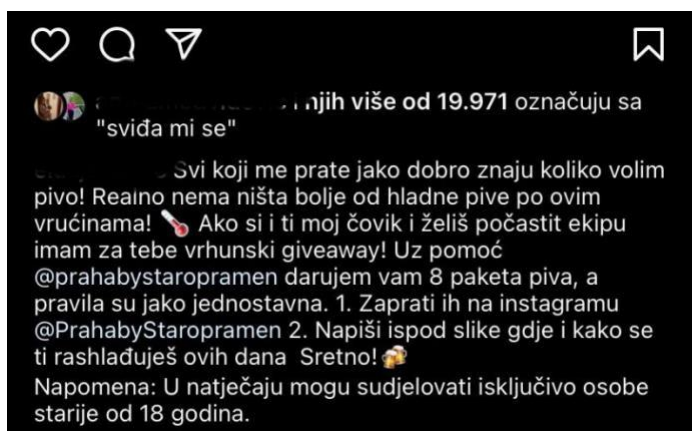 i njih više od 19.971 označuju sa
"sviđa mi se"
Svi koji me prate jako dobro znaju koliko volim
pivo! Realno nema ništa bolje od hladne pive po ovim
vrućinama! 🌡️ Ako si i ti moj čovik i želiš počastit ekipu
imam za tebe vrhunski giveaway! Uz pomoć
@prahabystaropramen darujem vam 8 paketa piva, a
pravila su jako jednostavna. 1. Zaprati ih na instagramu
@PrahabyStaropramen 2. Napiši ispod slike gdje i kako se
ti rashlađuješ ovih dana  Sretno!🍻
Napomena: U natječaju mogu sudjelovati isključivo osobe
starije od 18 godina.